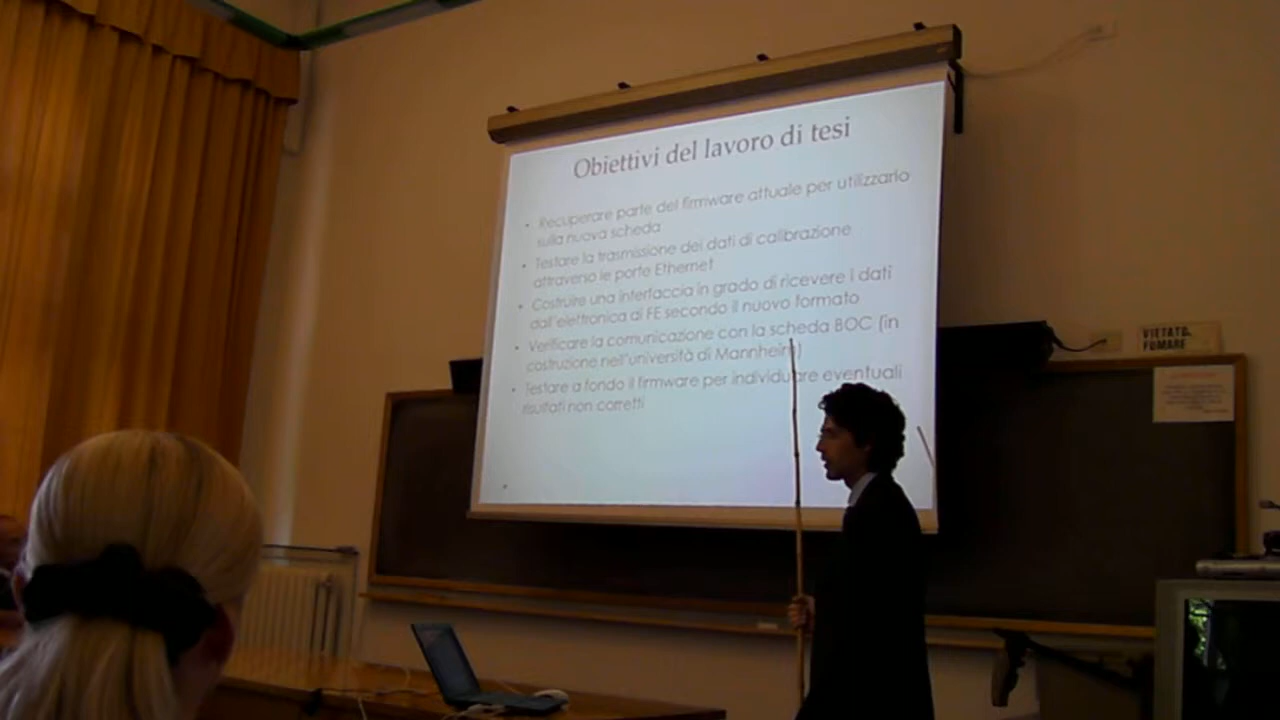 Obiettivi del lavoro di tesi
• Recuperare parte del firmware attuale per utilizzarlo
sulla nuova scheda
• Testare la trasmissione dei dati di calibrazione
attraverso le porte Ethernet
• Costruire una interfaccia in grado di ricevere i dati
dall'elettronica di FE secondo il nuovo formato
• Verificare la comunicazione con la scheda BOC (in
costruzione nell'università di Mannheim)
• Testare a fondo il firmware per individuare eventuali
risultati non corretti
VIETATO
FUMARE